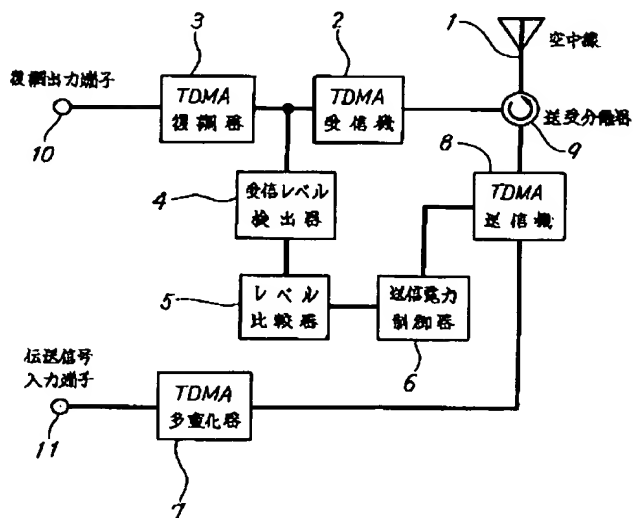 1
空中線
3
2
復調出力端子
TDMA
復調器
TDMA
受信機
送受分離器
10
8
9
4
受信レベル
検出器
TDMA
送信機
5
レベル
比較器
送信電力
制御器
6
伝送信号
入力端子
TDMA
多重化器
11
7